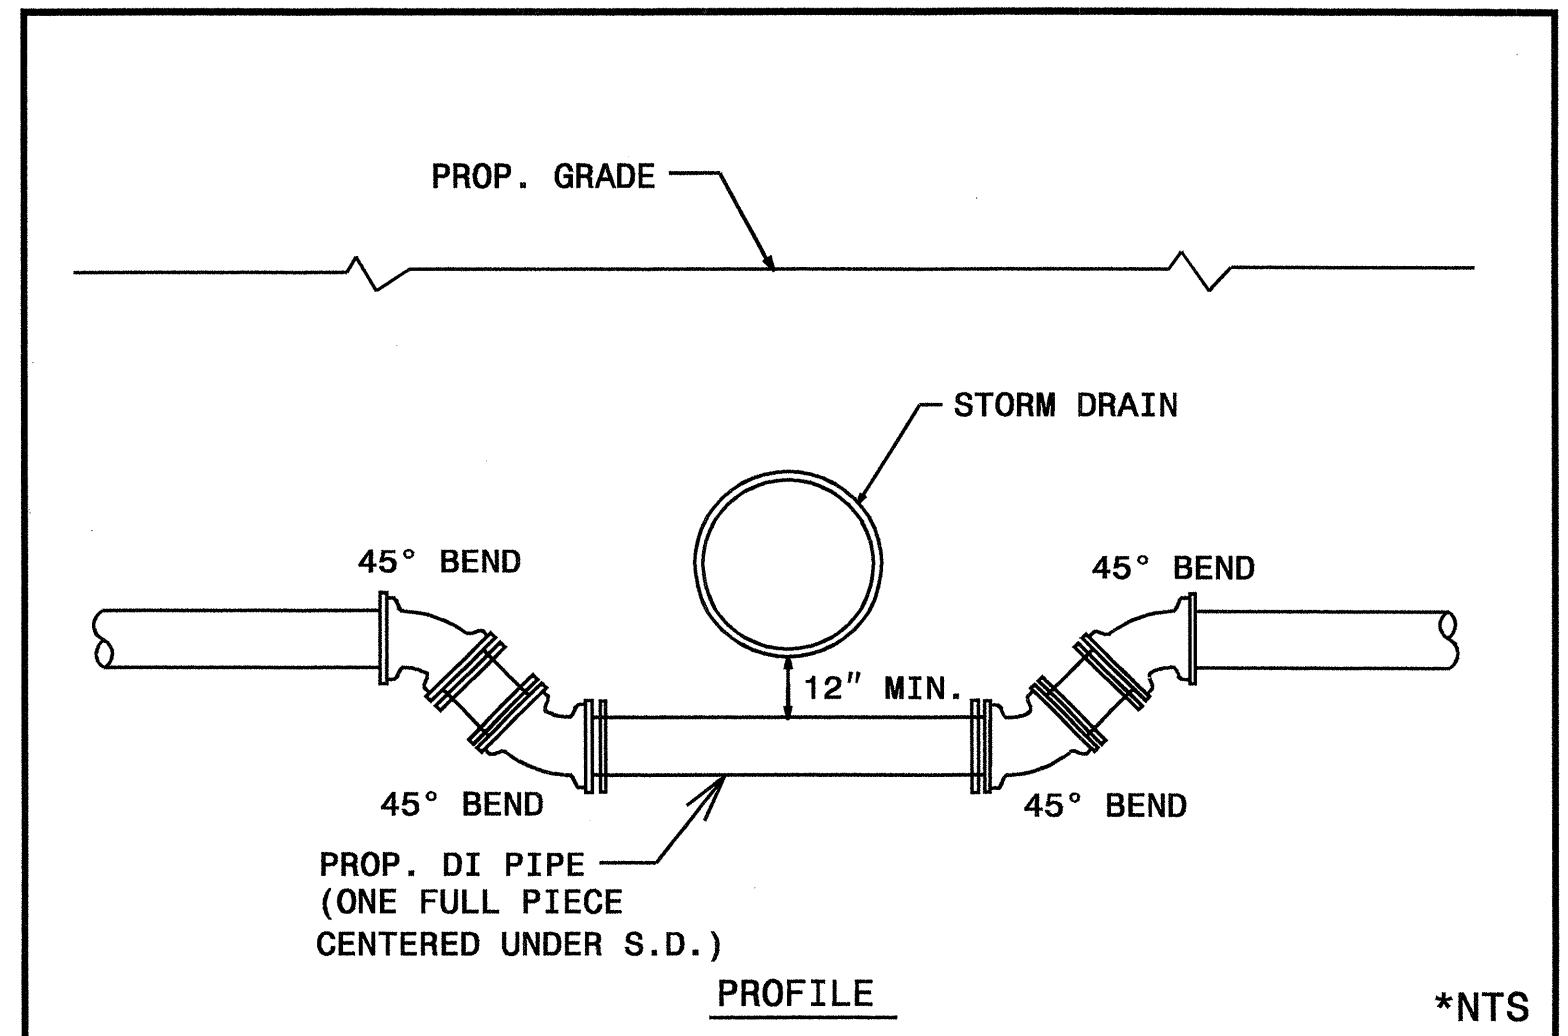 PROP. GRADE
STORM DRAIN
45° BEND
45° BEND
12" MIN.
45° BEND
45° BEND
PROP. DI PIPE
(ONE FULL PIECE
CENTERED UNDER S.D.)
PROFILE
*NTS